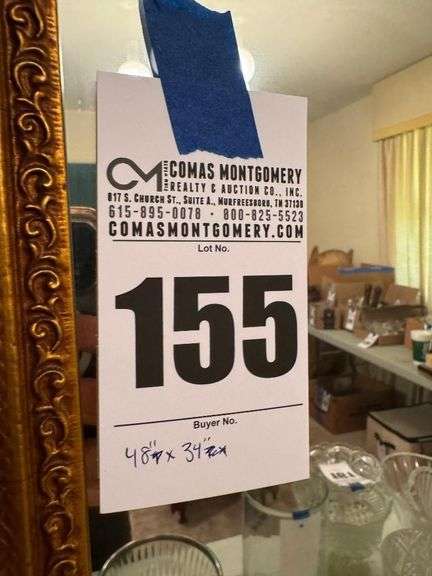 COMAS MONTGOMERY
REALTY & AUCTION CO., INC.
817 S. CHURCH ST., SUITE A., MURFREESBORO, TN 37130
615-895-0078 • 800-825-5523
COMASMONTGOMERY.COM
Lot No.
155
Buyer No.
48" x 34"